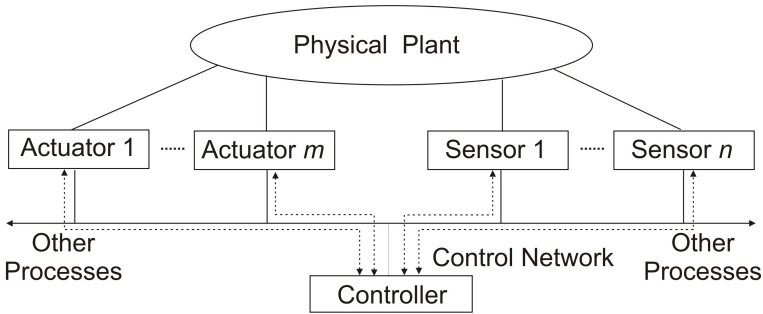 Physical Plant
Actuator 1 ...... Actuator m
Sensor 1 ...... Sensor n
Other
Processes
Control Network
Other
Processes
Controller